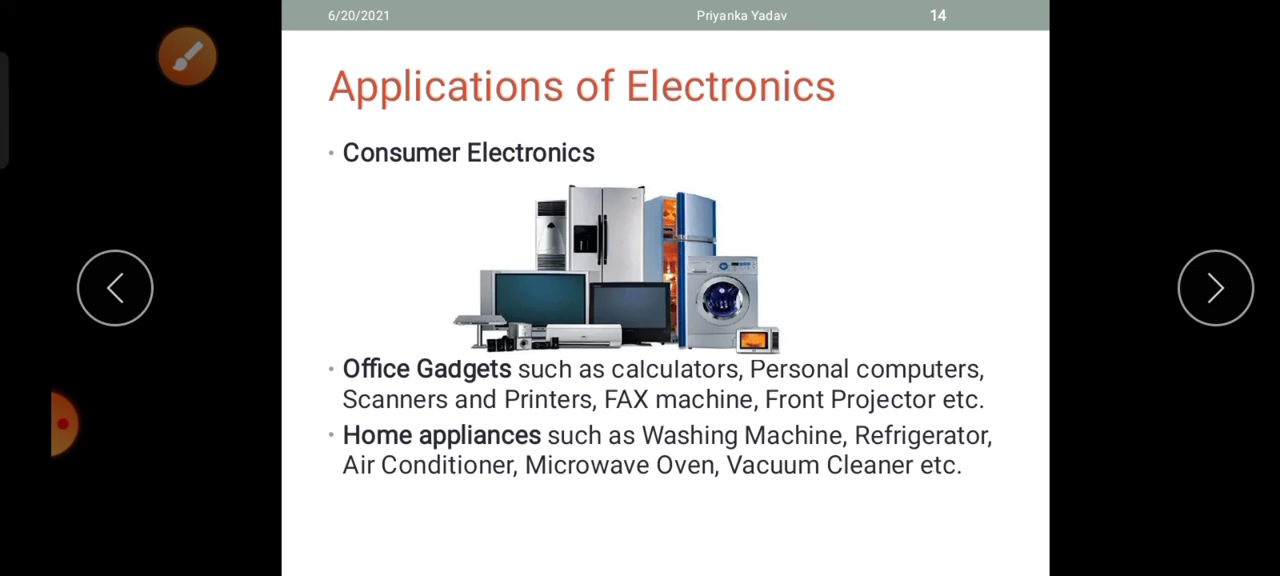 6/20/2021 Priyanka Yadav 14
Applications of Electronics
• Consumer Electronics
• Office Gadgets such as calculators, Personal computers,
Scanners and Printers, FAX machine, Front Projector etc.
• Home appliances such as Washing Machine, Refrigerator,
Air Conditioner, Microwave Oven, Vacuum Cleaner etc.